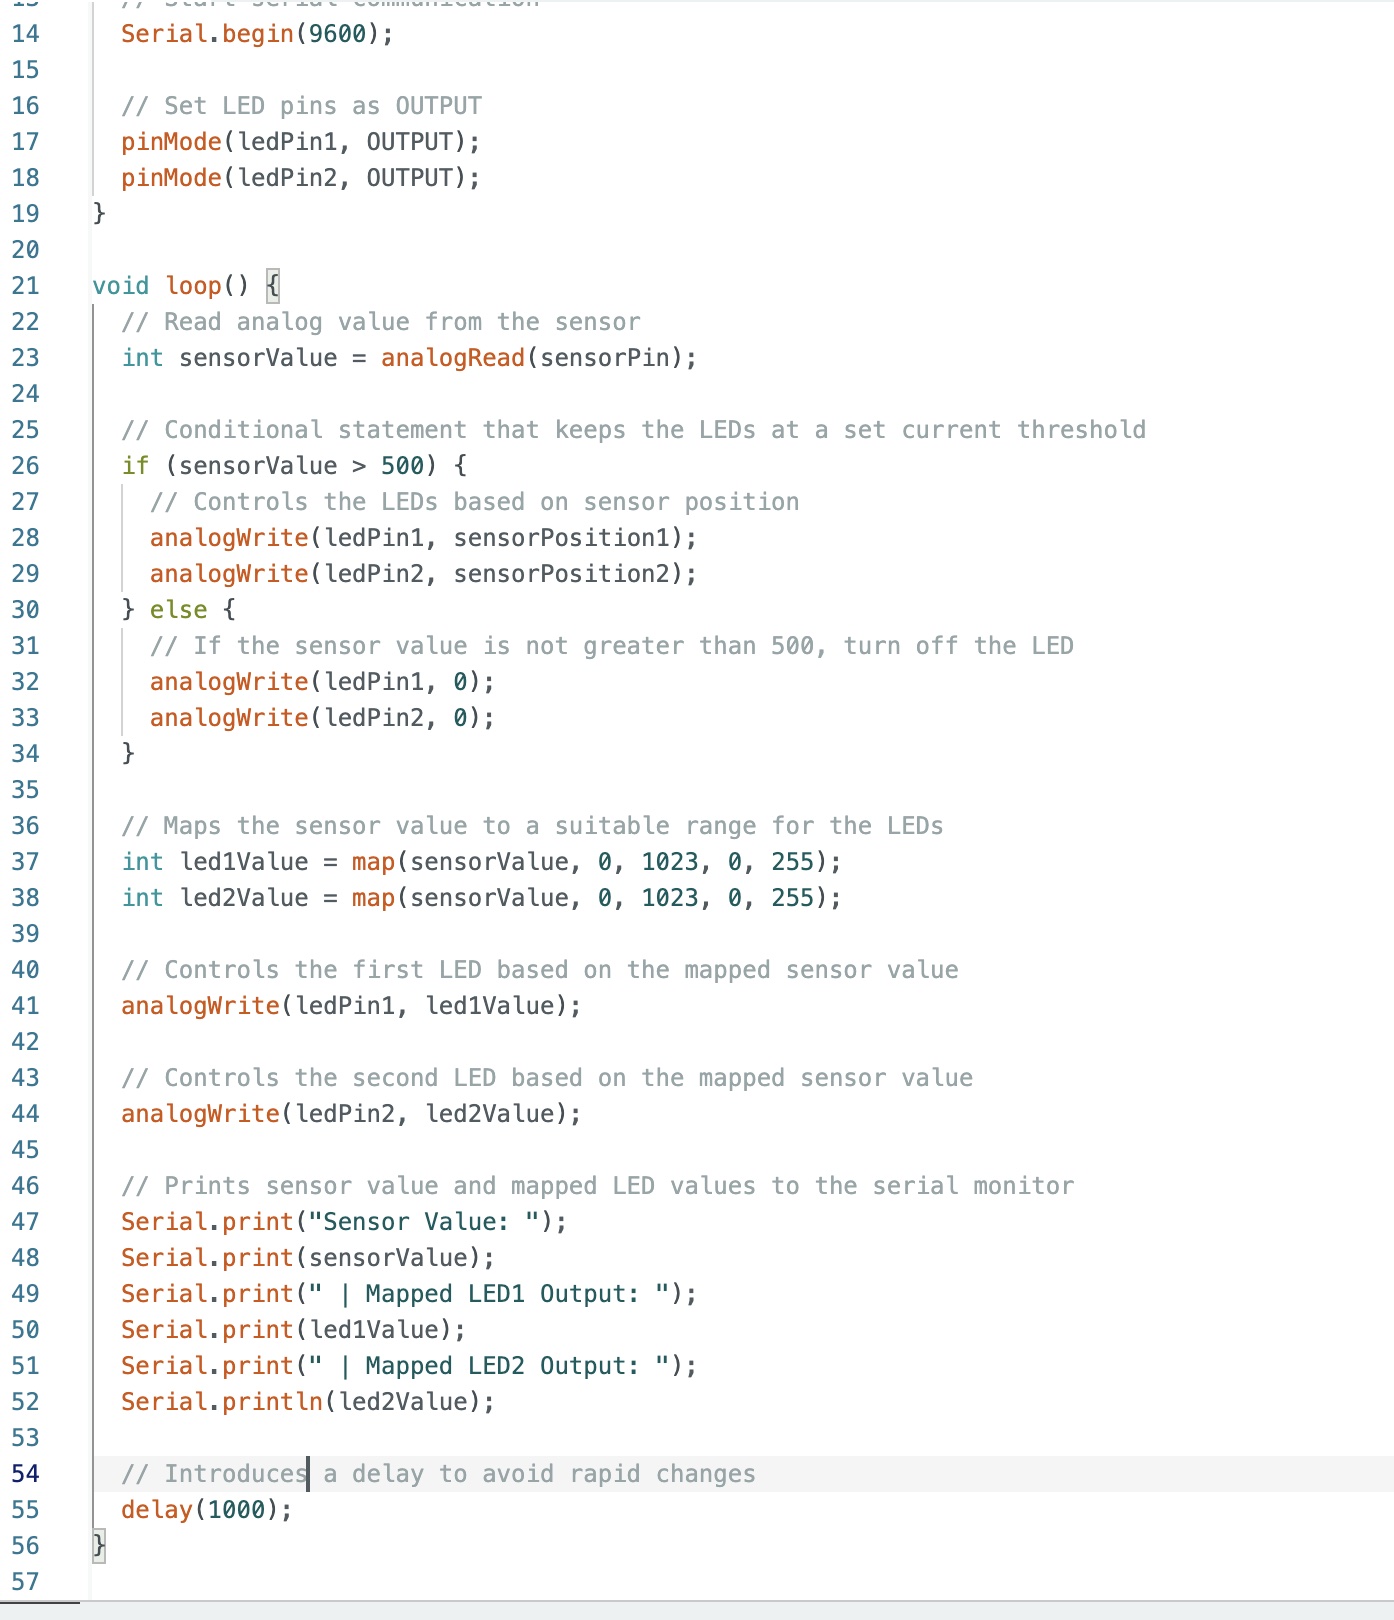 14 Serial.begin(9600);
15
16 // Set LED pins as OUTPUT
17 pinMode(ledPin1, OUTPUT);
18 pinMode(ledPin2, OUTPUT);
19 }
20
21 void loop() {
22 // Read analog value from the sensor
23 int sensorValue = analogRead(sensorPin);
24
25 // Conditional statement that keeps the LEDs at a set current threshold
26 if (sensorValue > 500) {
27 // Controls the LEDs based on sensor position
28 analogWrite(ledPin1, sensorPosition1);
29 analogWrite(ledPin2, sensorPosition2);
30 } else {
31 // If the sensor value is not greater than 500, turn off the LED
32 analogWrite(ledPin1, 0);
33 analogWrite(ledPin2, 0);
34 }
35
36 // Maps the sensor value to a suitable range for the LEDs
37 int led1Value = map(sensorValue, 0, 1023, 0, 255);
38 int led2Value = map(sensorValue, 0, 1023, 0, 255);
39
40 // Controls the first LED based on the mapped sensor value
41 analogWrite(ledPin1, led1Value);
42
43 // Controls the second LED based on the mapped sensor value
44 analogWrite(ledPin2, led2Value);
45
46 // Prints sensor value and mapped LED values to the serial monitor
47 Serial.print("Sensor Value: ");
48 Serial.print(sensorValue);
49 Serial.print(" | Mapped LED1 Output: ");
50 Serial.print(led1Value);
51 Serial.print(" | Mapped LED2 Output: ");
52 Serial.println(led2Value);
53
54 // Introduces a delay to avoid rapid changes
55 delay(1000);
56 }
57